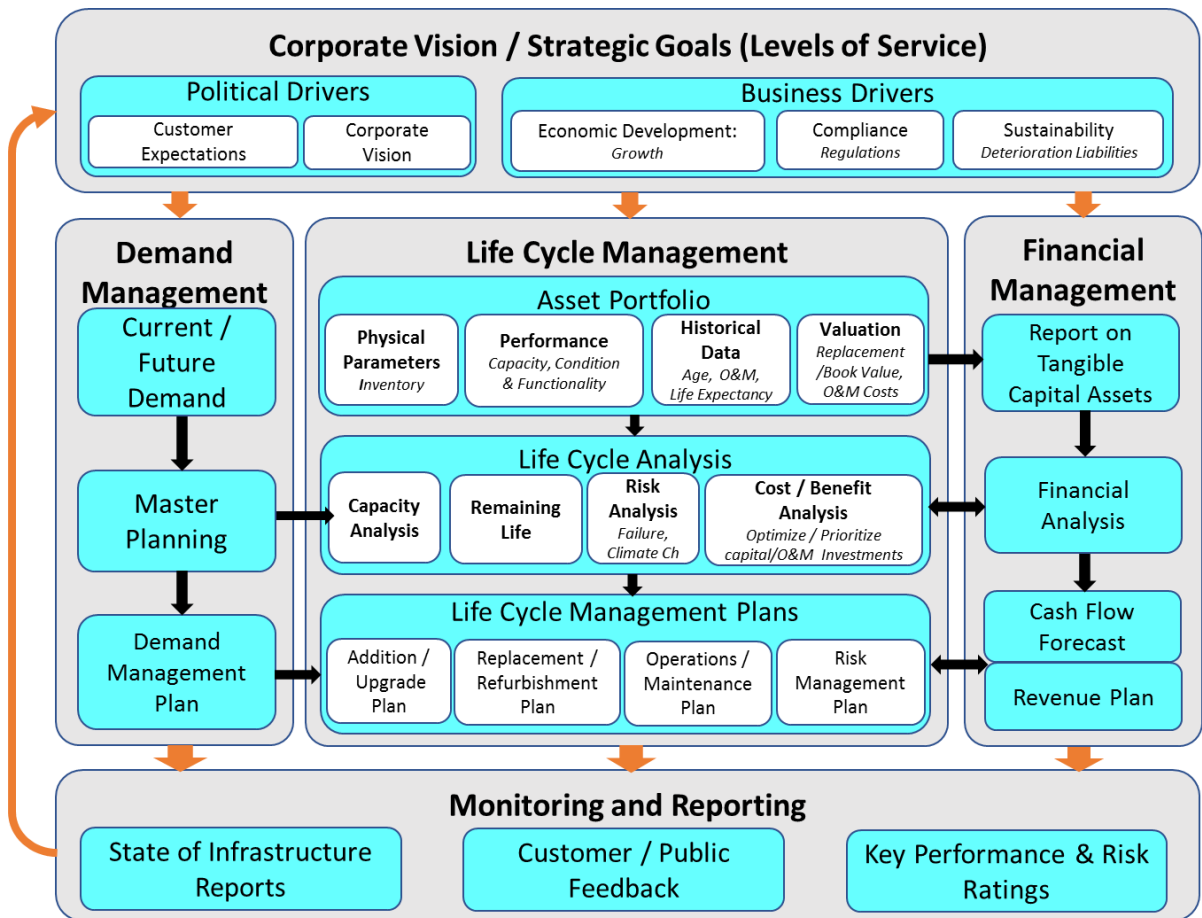 Corporate Vision / Strategic Goals (Levels of Service)
Political Drivers
Customer
Expectations
Corporate
Vision
Business Drivers
Economic Development:
Growth
Compliance
Regulations
Sustainability
Deterioration Liabilities
Demand
Management
Current /
Future
Demand
Master
Planning
Demand
Management
Plan
Life Cycle Management
Asset Portfolio
Physical
Parameters
Inventory
Performance
Capacity, Condition
& Functionality
Historical
Data
Age, O&M,
Life Expectancy
Valuation
Replacement
/Book Value,
O&M Costs
Life Cycle Analysis
Capacity
Analysis
Remaining
Life
Risk
Analysis
Failure,
Climate Ch
Cost / Benefit
Analysis
Optimize / Prioritize
capital/O&M Investments
Life Cycle Management Plans
Addition /
Upgrade
Plan
Replacement /
Refurbishment
Plan
Operations /
Maintenance
Plan
Risk
Management
Plan
Financial
Management
Report on
Tangible
Capital Assets
Financial
Analysis
Cash Flow
Forecast
Revenue Plan
Monitoring and Reporting
State of Infrastructure
Reports
Customer / Public
Feedback
Key Performance & Risk
Ratings